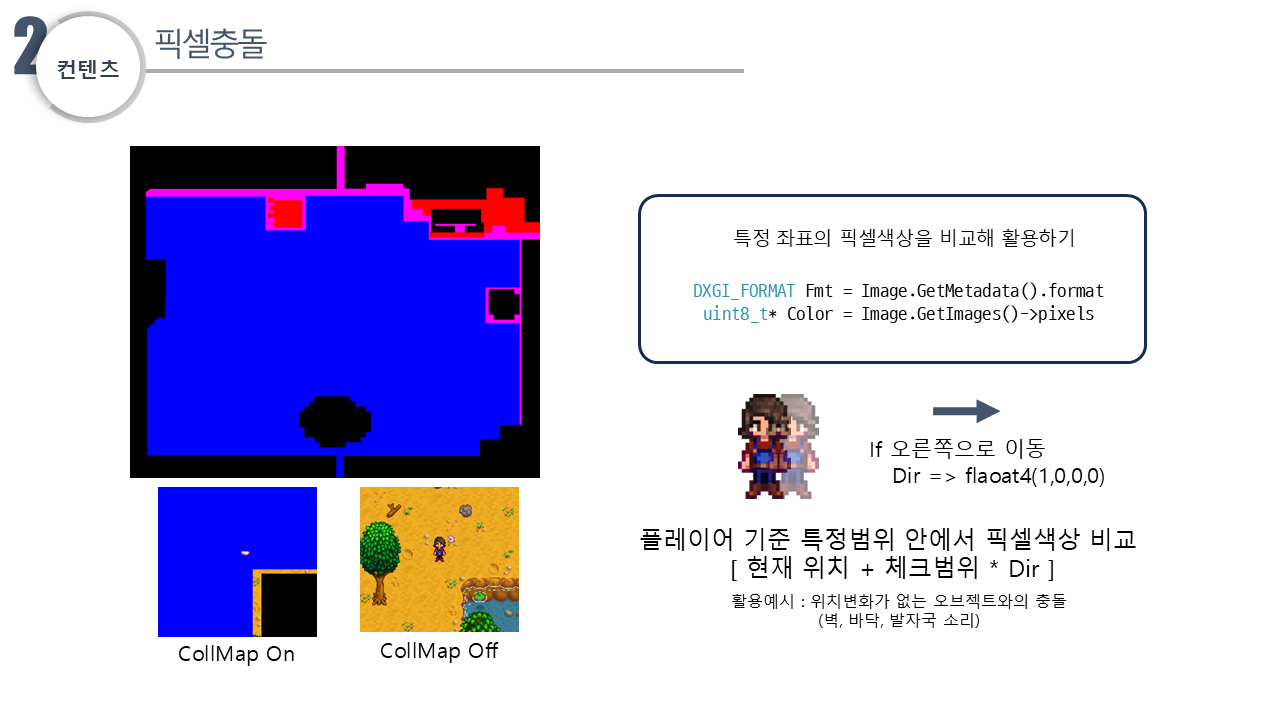 2
컨텐츠
픽셀충돌
특정 좌표의 픽셀색상을 비교해 활용하기
DXGI_FORMAT Fmt = Image.GetMetadata().format
uint8_t* Color = Image.GetImages()->pixels
If 오른쪽으로 이동
Dir => flaoat4(1,0,0,0)
플레이어 기준 특정범위 안에서 픽셀색상 비교
[ 현재 위치 + 체크범위 * Dir ]
활용예시 : 위치변화가 없는 오브젝트와의 충돌
(벽, 바닥, 발자국 소리)
CollMap On
CollMap Off